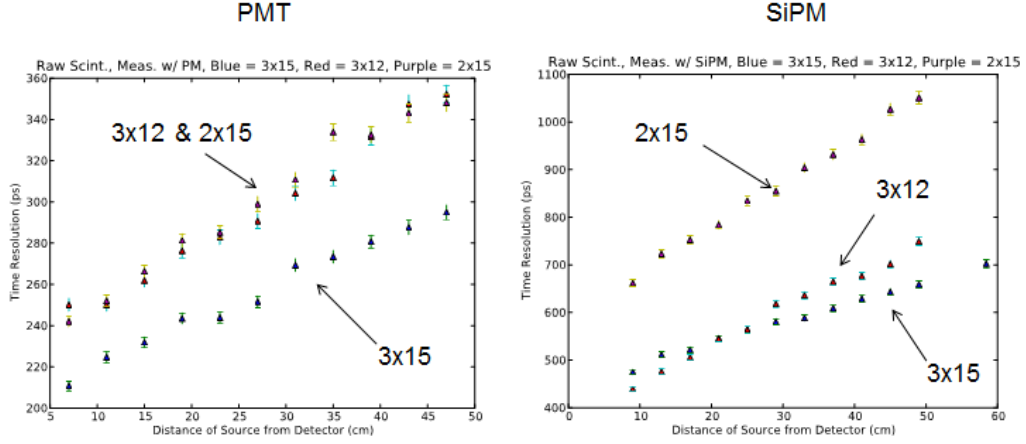 PMT
SiPM
Raw Scint., Meas. w/ PM, Blue = 3x15, Red = 3x12, Purple = 2x15
360
340
320
300
280
260
240
220
200
Time Resolution (ps)
3x12 & 2x15
3x15
5 10 15 20 25 30 35 40 45 50
Distance of Source from Detector (cm)
Raw Scint., Meas. w/ SiPM, Blue = 3x15, Red = 3x12, Purple = 2x15
1100
1000
900
800
700
600
500
400
Time Resolution (ps)
2x15
3x12
3x15
0 10 20 30 40 50 60
Distance of Source from Detector (cm)